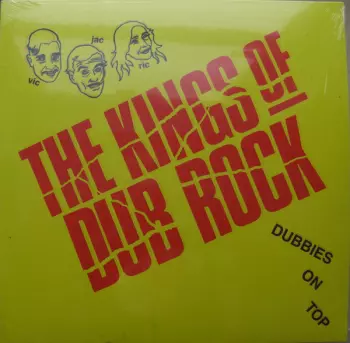 vic
jac
ric
THE KINGS OF
DUB ROCK
DUBBIES
ON
TOP